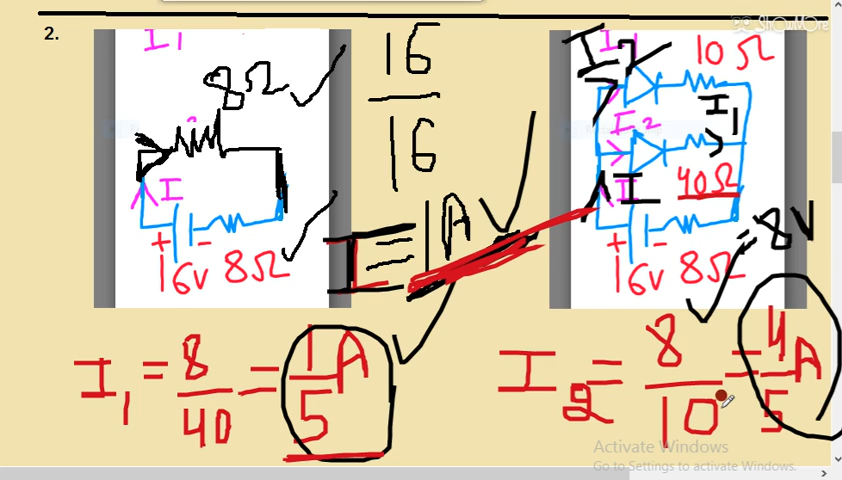 2.
I1
8Ω
I
+ -
16v 8Ω
16
16
I = 1A
I2 10Ω
I2 I1
I 40Ω
+ - = 8V
16v 8Ω
I1 = 8/40 = 1/5 A
I2 = 8/10 = 4/5 A
Activate Windows
Go to Settings to activate Windows.